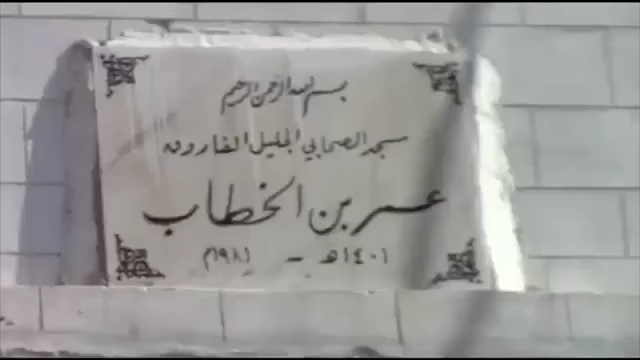 بسم الله الرحمن الرحيم
مسجد الصحابي الجليل الفاروق
عمر بن الخطاب
١٤٠١هـ - ١٩٨١م